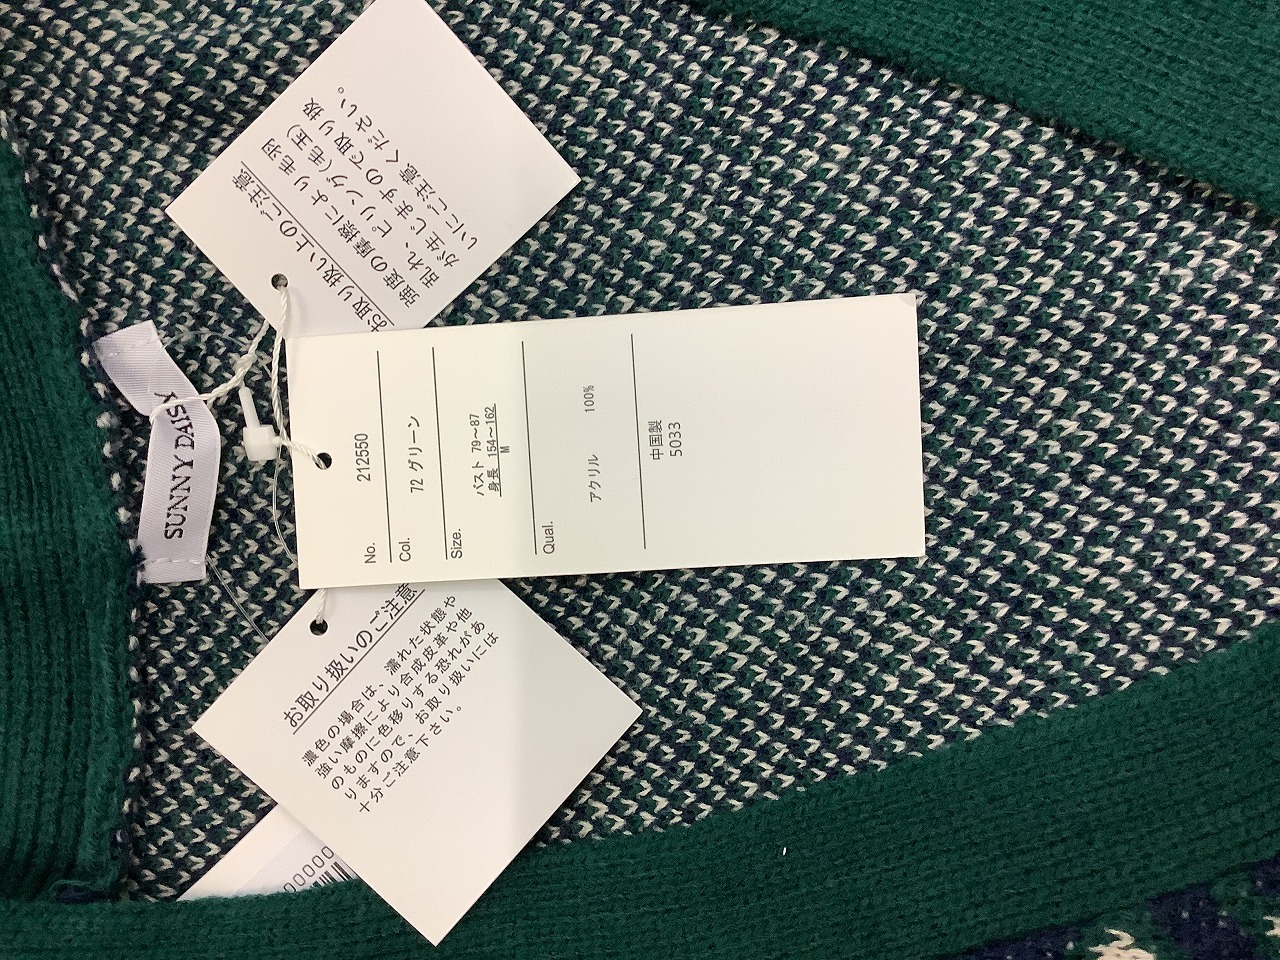 SUNNY DAISY
お取り扱い上のご注意
強度の摩擦により毛羽
乱れ、ピリング(毛玉)
が生じますので取り扱
いにご注意ください。
No. 212550
Col. 72 グリーン
Size.
バスト 79～87
身長 154～162
M
Qual.
アクリル 100%
中国製
5033
お取り扱いのご注意
濃色の場合は、濡れた状態や
強い摩擦により合成皮革や他
のものに色移りする恐れがあ
りますので、お取り扱いには
十分ご注意下さい。